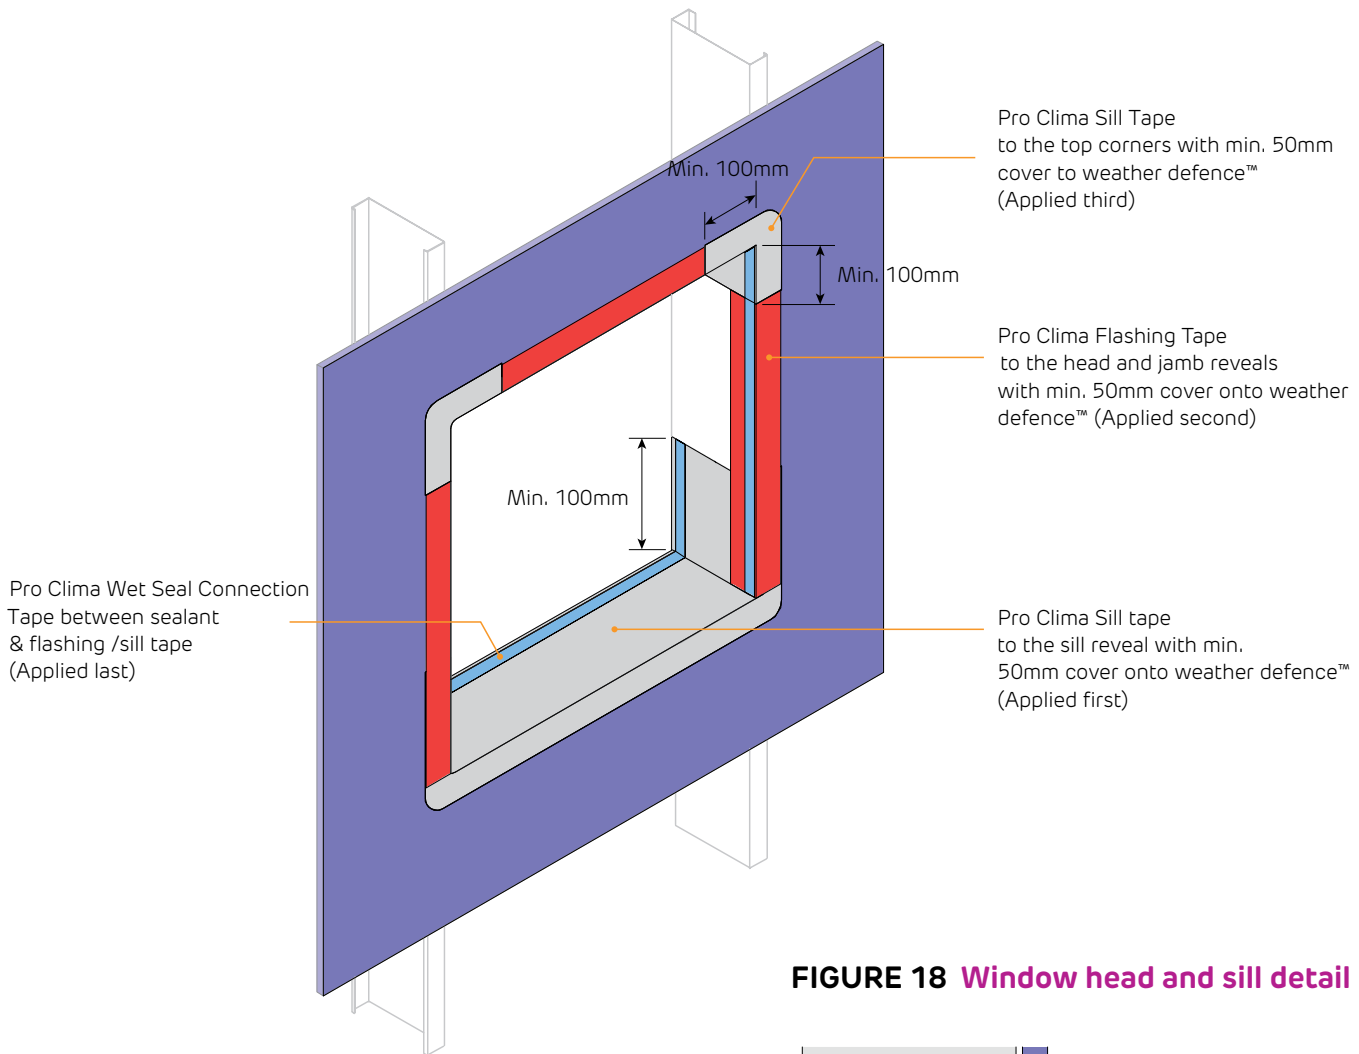 Pro Clima Sill Tape
to the top corners with min. 50mm
cover to weather defence™
(Applied third)
Min. 100mm
Min. 100mm
Pro Clima Flashing Tape
to the head and jamb reveals
with min. 50mm cover onto weather
defence™ (Applied second)
Min. 100mm
Pro Clima Wet Seal Connection
Tape between sealant
& flashing /sill tape
(Applied last)
Pro Clima Sill tape
to the sill reveal with min.
50mm cover onto weather defence™
(Applied first)
FIGURE 18 Window head and sill detail